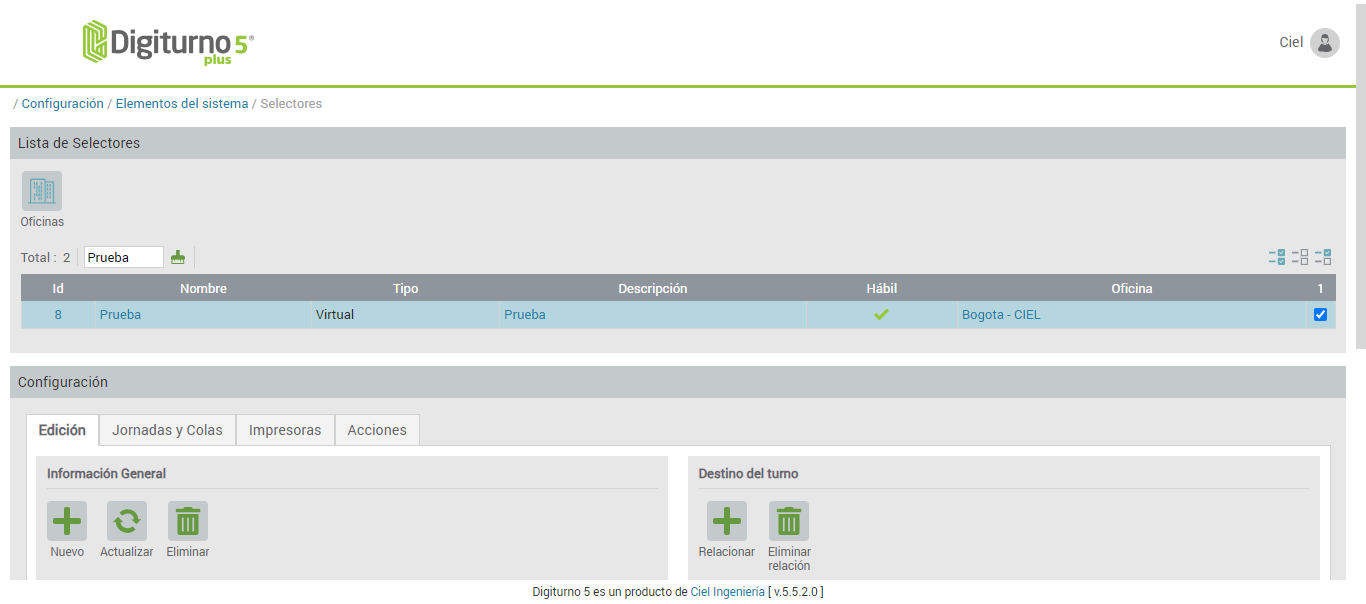 Digiturno 5®
plus
Ciel
/ Configuración / Elementos del sistema / Selectores
Lista de Selectores
Oficinas
Total : 2 Prueba
Id Nombre Tipo Descripción Hábil Oficina 1
8 Prueba Virtual Prueba Bogota - CIEL
Configuración
Edición Jornadas y Colas Impresoras Acciones
Información General
Nuevo Actualizar Eliminar
Destino del turno
Relacionar Eliminar
relación
Digiturno 5 es un producto de Ciel Ingeniería [ v.5.5.2.0 ]